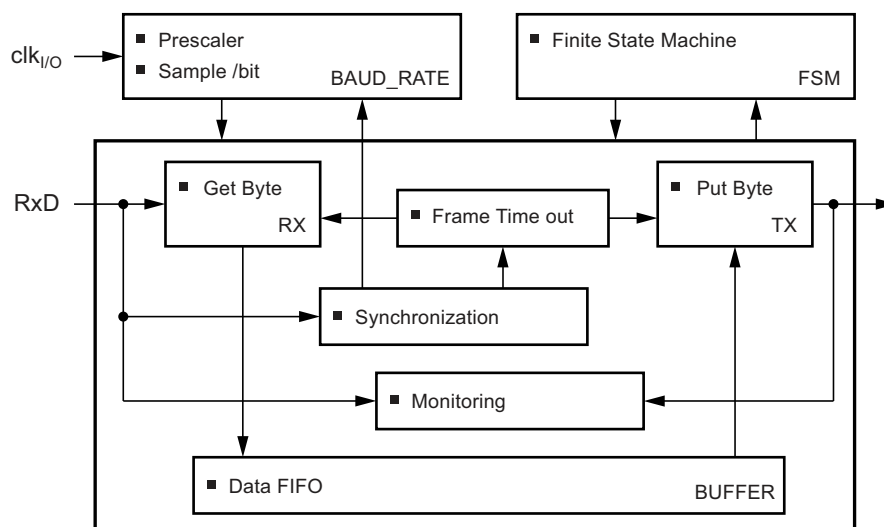 clkI/O
■ Prescaler
■ Sample /bit
BAUD_RATE
■ Finite State Machine
FSM
RxD
■ Get Byte
RX
■ Frame Time out
■ Put Byte
TX
■ Synchronization
■ Monitoring
■ Data FIFO
BUFFER